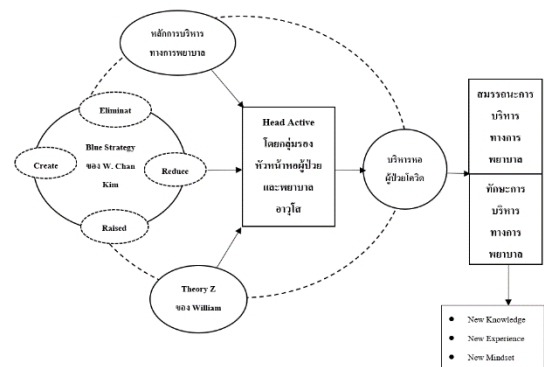 หลักการบริหาร
ทางการพยาบาล
Eliminat
Blue Strategy
ของ W. Chan
Kim
Create
Reduce
Raised
Theory Z
ของ William
Head Active
โดยกลุ่มรอง
หัวหน้าหอผู้ป่วย
และพยาบาล
อาวุโส
บริหารหอ
ผู้ป่วยโควิด
สมรรถนะการ
บริหาร
ทางการ
พยาบาล
ทักษะการ
บริหาร
ทางการ
พยาบาล
● New Knowledge
● New Experience
● New Mindset